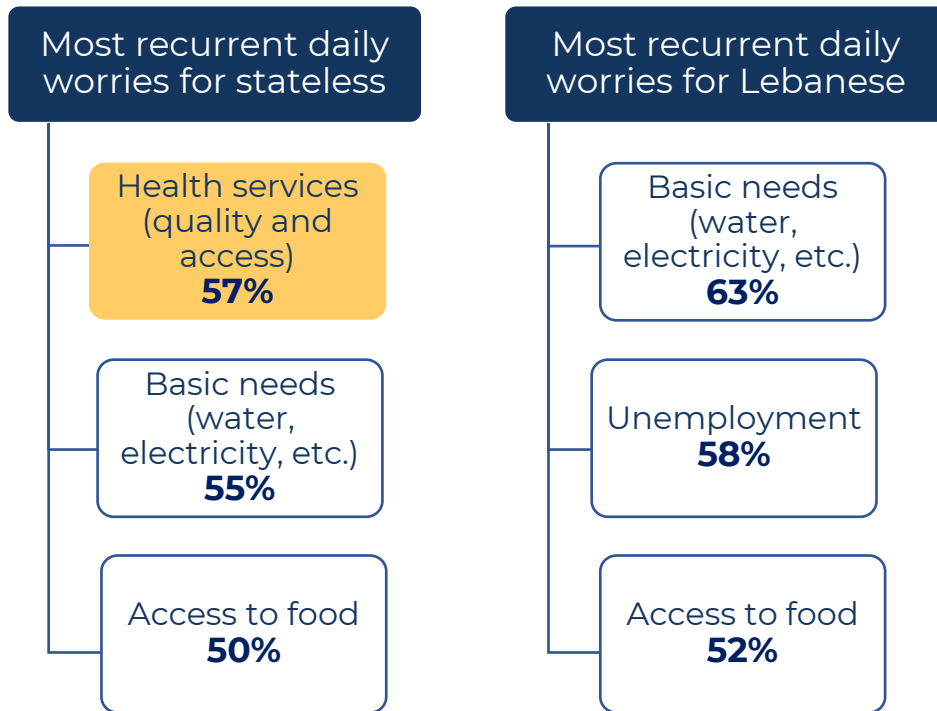 Most recurrent daily
worries for stateless
Health services
(quality and
access)
57%
Basic needs
(water,
electricity, etc.)
55%
Access to food
50%
Most recurrent daily
worries for Lebanese
Basic needs
(water,
electricity, etc.)
63%
Unemployment
58%
Access to food
52%